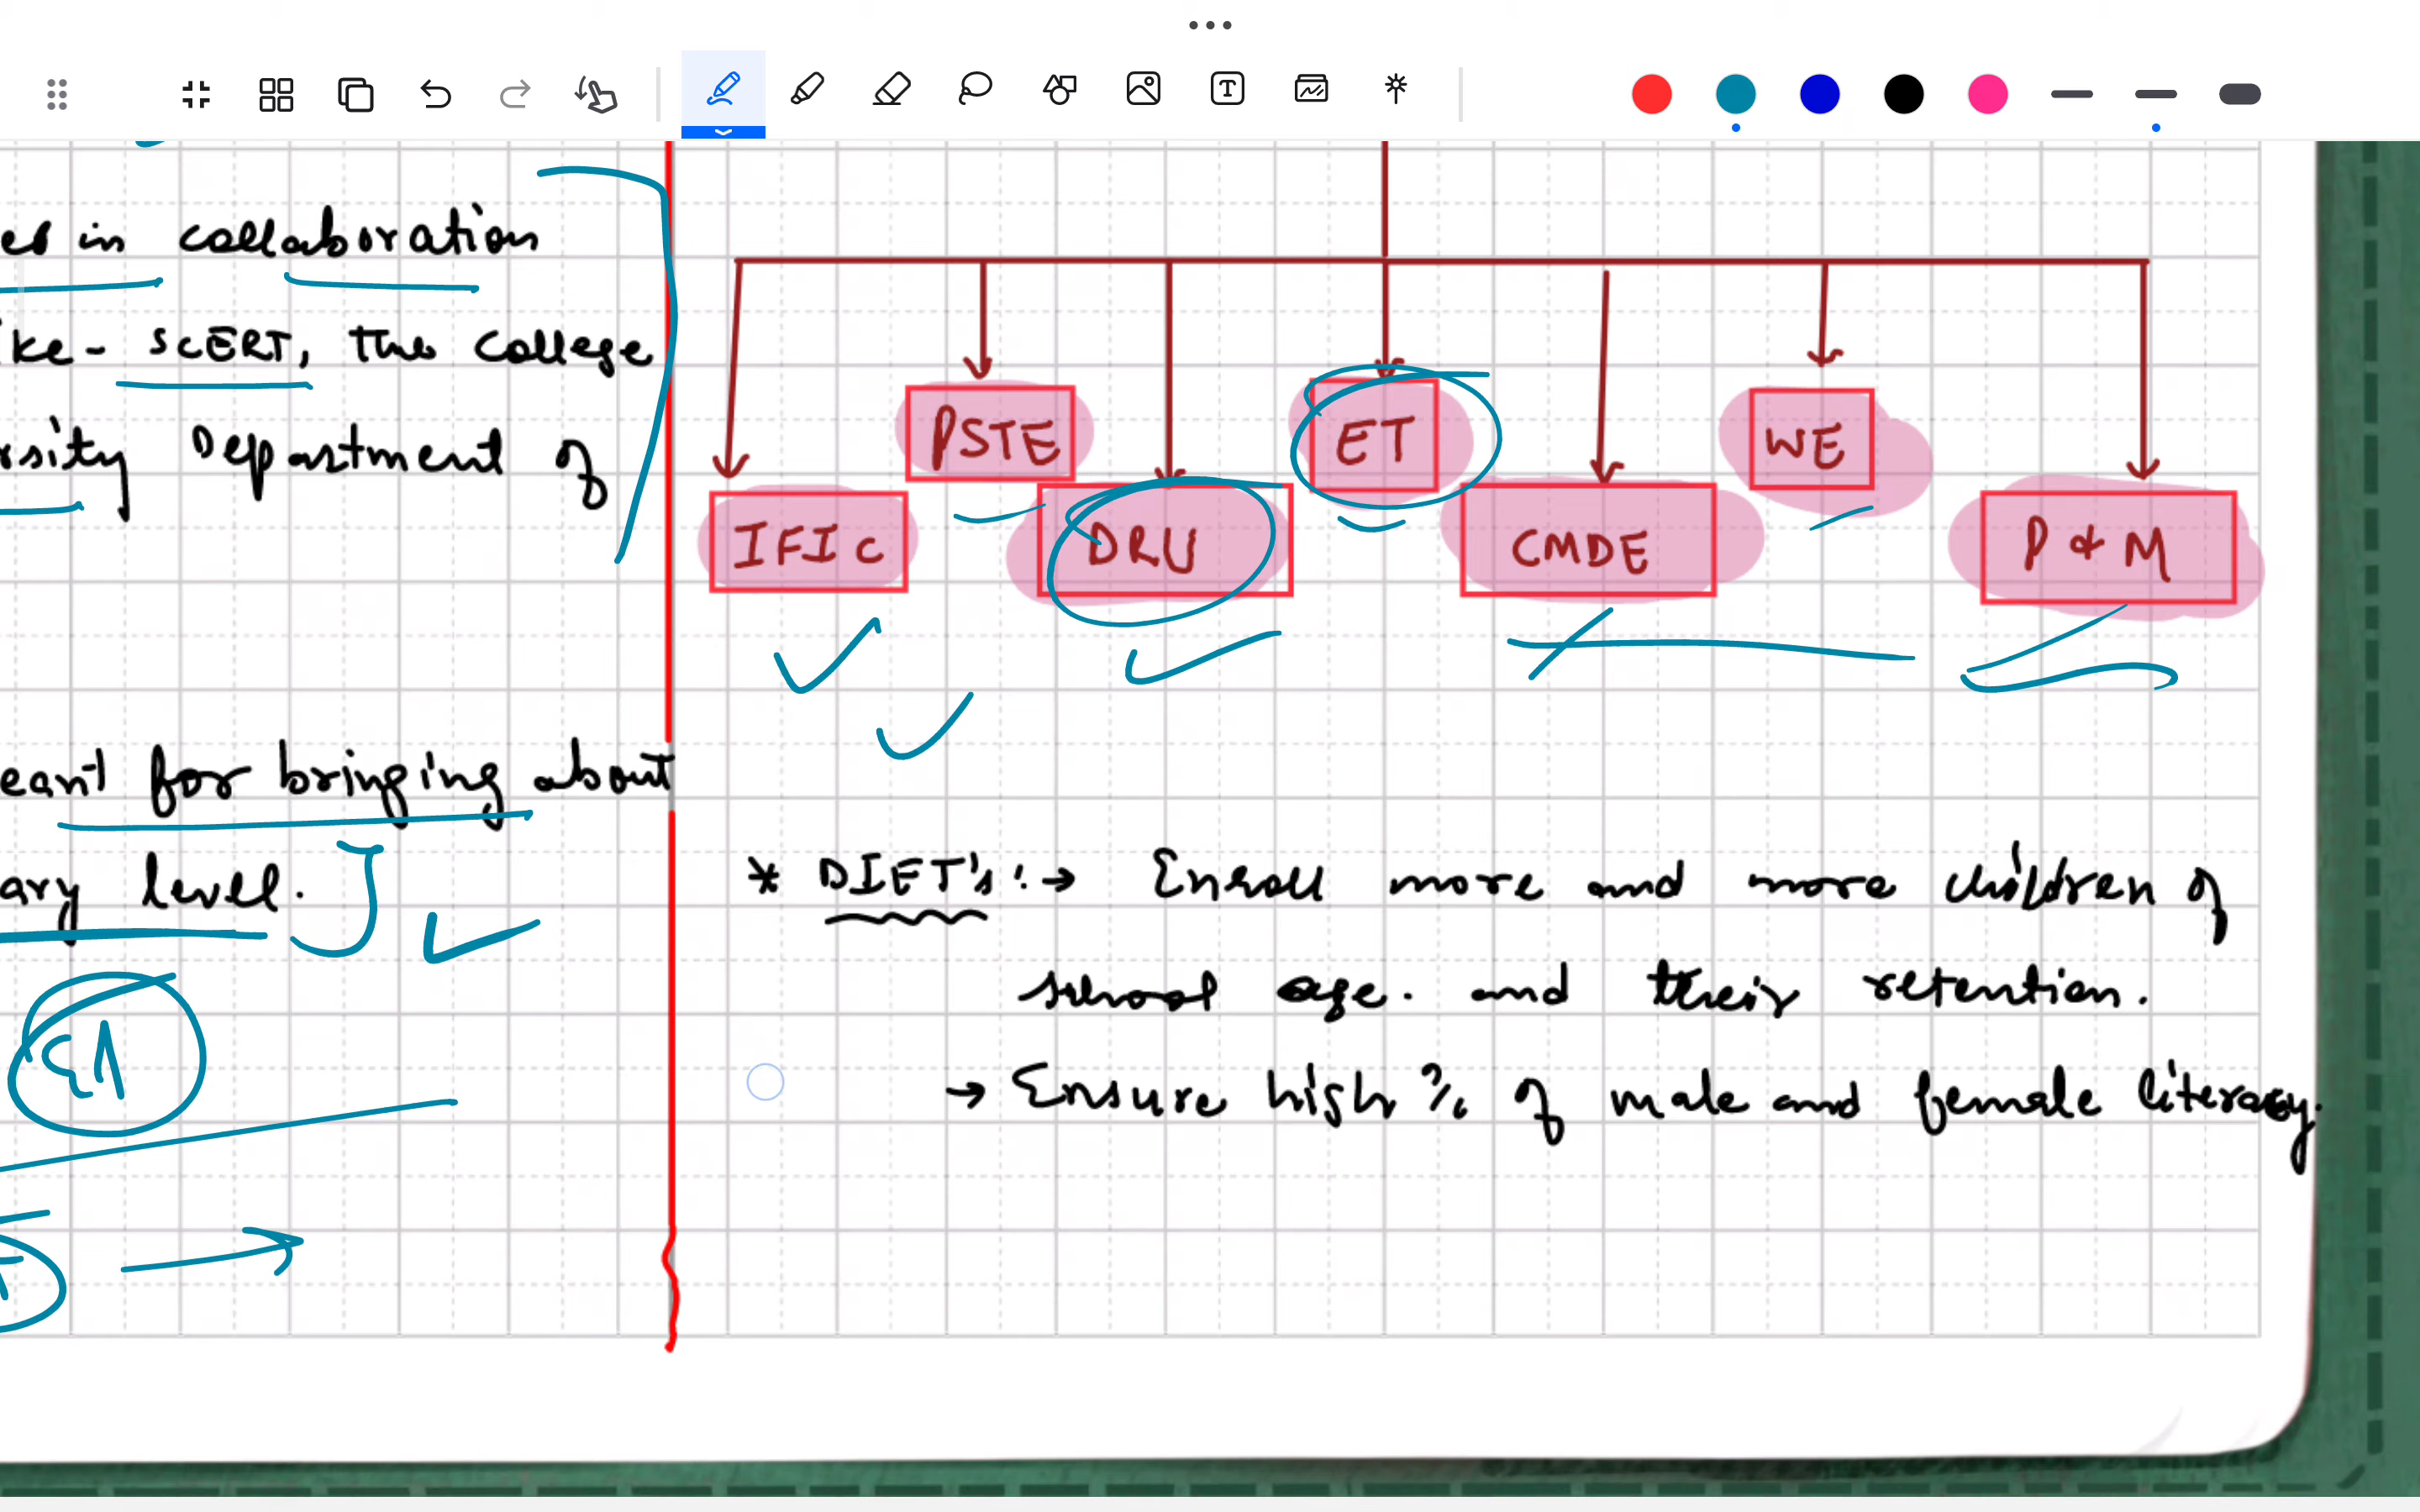 ed in collaboration
ke - SCERT, the College
rsity Department of
eant for bringing about
ary level.
PSTE
ET
WE
IFIC
DRU
CMDE
P & M
* DIET's :→ Enroll more and more children of
school age. and their retention.
→ Ensure high % of male and female literacy.